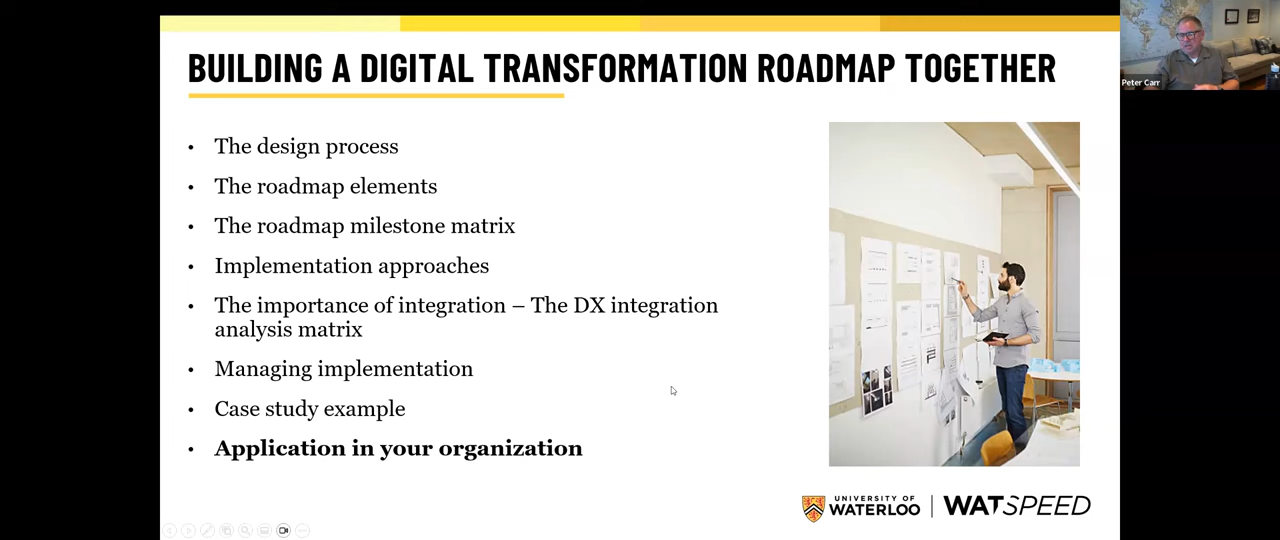 BUILDING A DIGITAL TRANSFORMATION ROADMAP TOGETHER
Peter Carr
• The design process
• The roadmap elements
• The roadmap milestone matrix
• Implementation approaches
• The importance of integration – The DX integration
analysis matrix
• Managing implementation
• Case study example
• Application in your organization
UNIVERSITY OF
WATERLOO
WATSPEED